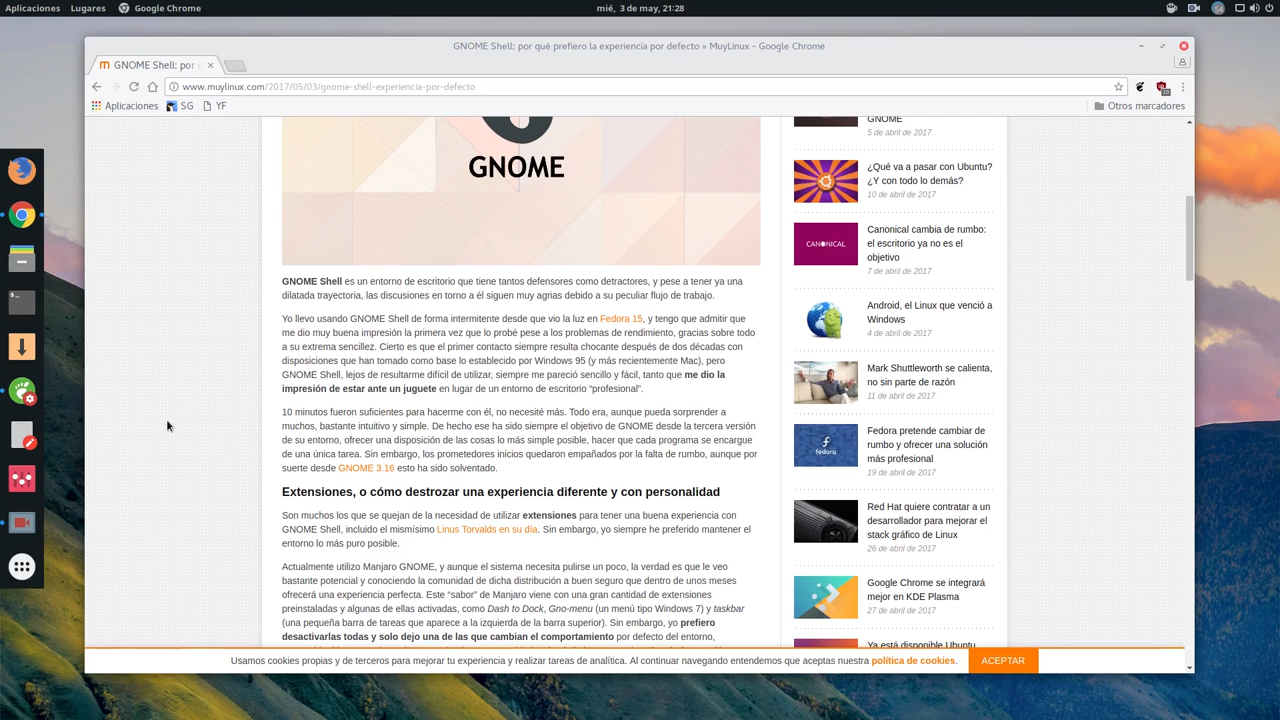 Aplicaciones Lugares Google Chrome mié, 3 de may, 21:28 54
GNOME Shell: por qué prefiero la experiencia por defecto » MuyLinux - Google Chrome
GNOME Shell: por
www.muylinux.com/2017/05/03/gnome-shell-experiencia-por-defecto
Aplicaciones SG YF Otros marcadores
GNOME
GNOME Shell es un entorno de escritorio que tiene tantos defensores como detractores, y pese a tener ya una
dilatada trayectoria, las discusiones en torno a él siguen muy agrias debido a su peculiar flujo de trabajo.
Yo llevo usando GNOME Shell de forma intermitente desde que vio la luz en Fedora 15, y tengo que admitir que
me dio muy buena impresión la primera vez que lo probé pese a los problemas de rendimiento, gracias sobre todo
a su extrema sencillez. Cierto es que el primer contacto siempre resulta chocante después de dos décadas con
disposiciones que han tomado como base lo establecido por Windows 95 (y más recientemente Mac), pero
GNOME Shell, lejos de resultarme difícil de utilizar, siempre me pareció sencillo y fácil, tanto que me dio la
impresión de estar ante un juguete en lugar de un entorno de escritorio “profesional”.
10 minutos fueron suficientes para hacerme con él, no necesité más. Todo era, aunque pueda sorprender a
muchos, bastante intuitivo y simple. De hecho ese ha sido siempre el objetivo de GNOME desde la tercera versión
de su entorno, ofrecer una disposición de las cosas lo más simple posible, hacer que cada programa se encargue
de una única tarea. Sin embargo, los prometedores inicios quedaron empañados por la falta de rumbo, aunque por
suerte desde GNOME 3.16 esto ha sido solventado.
Extensiones, o cómo destrozar una experiencia diferente y con personalidad
Son muchos los que se quejan de la necesidad de utilizar extensiones para tener una buena experiencia con
GNOME Shell, incluido el mismísimo Linus Torvalds en su día. Sin embargo, yo siempre he preferido mantener el
entorno lo más puro posible.
Actualmente utilizo Manjaro GNOME, y aunque el sistema necesita pulirse un poco, la verdad es que le veo
bastante potencial y conociendo la comunidad de dicha distribución a buen seguro que dentro de unos meses
ofrecerá una experiencia perfecta. Este “sabor” de Manjaro viene con una gran cantidad de extensiones
preinstaladas y algunas de ellas activadas, como Dash to Dock, Gno-menu (un menú tipo Windows 7) y taskbar
(una pequeña barra de tareas que aparece a la izquierda de la barra superior). Sin embargo, yo prefiero
desactivarlas todas y solo dejo una de las que cambian el comportamiento por defecto del entorno,
GNOME
5 de abril de 2017
¿Qué va a pasar con Ubuntu?
¿Y con todo lo demás?
10 de abril de 2017
CANONICAL
Canonical cambia de rumbo:
el escritorio ya no es el
objetivo
7 de abril de 2017
Android, el Linux que venció a
Windows
4 de abril de 2017
Mark Shuttleworth se calienta,
no sin parte de razón
11 de abril de 2017
fedora
Fedora pretende cambiar de
rumbo y ofrecer una solución
más profesional
19 de abril de 2017
Red Hat quiere contratar a un
desarrollador para mejorar el
stack gráfico de Linux
26 de abril de 2017
Google Chrome se integrará
mejor en KDE Plasma
27 de abril de 2017
Ya está disponible Ubuntu
Usamos cookies propias y de terceros para mejorar tu experiencia y realizar tareas de analítica. Al continuar navegando entendemos que aceptas nuestra política de cookies. ACEPTAR